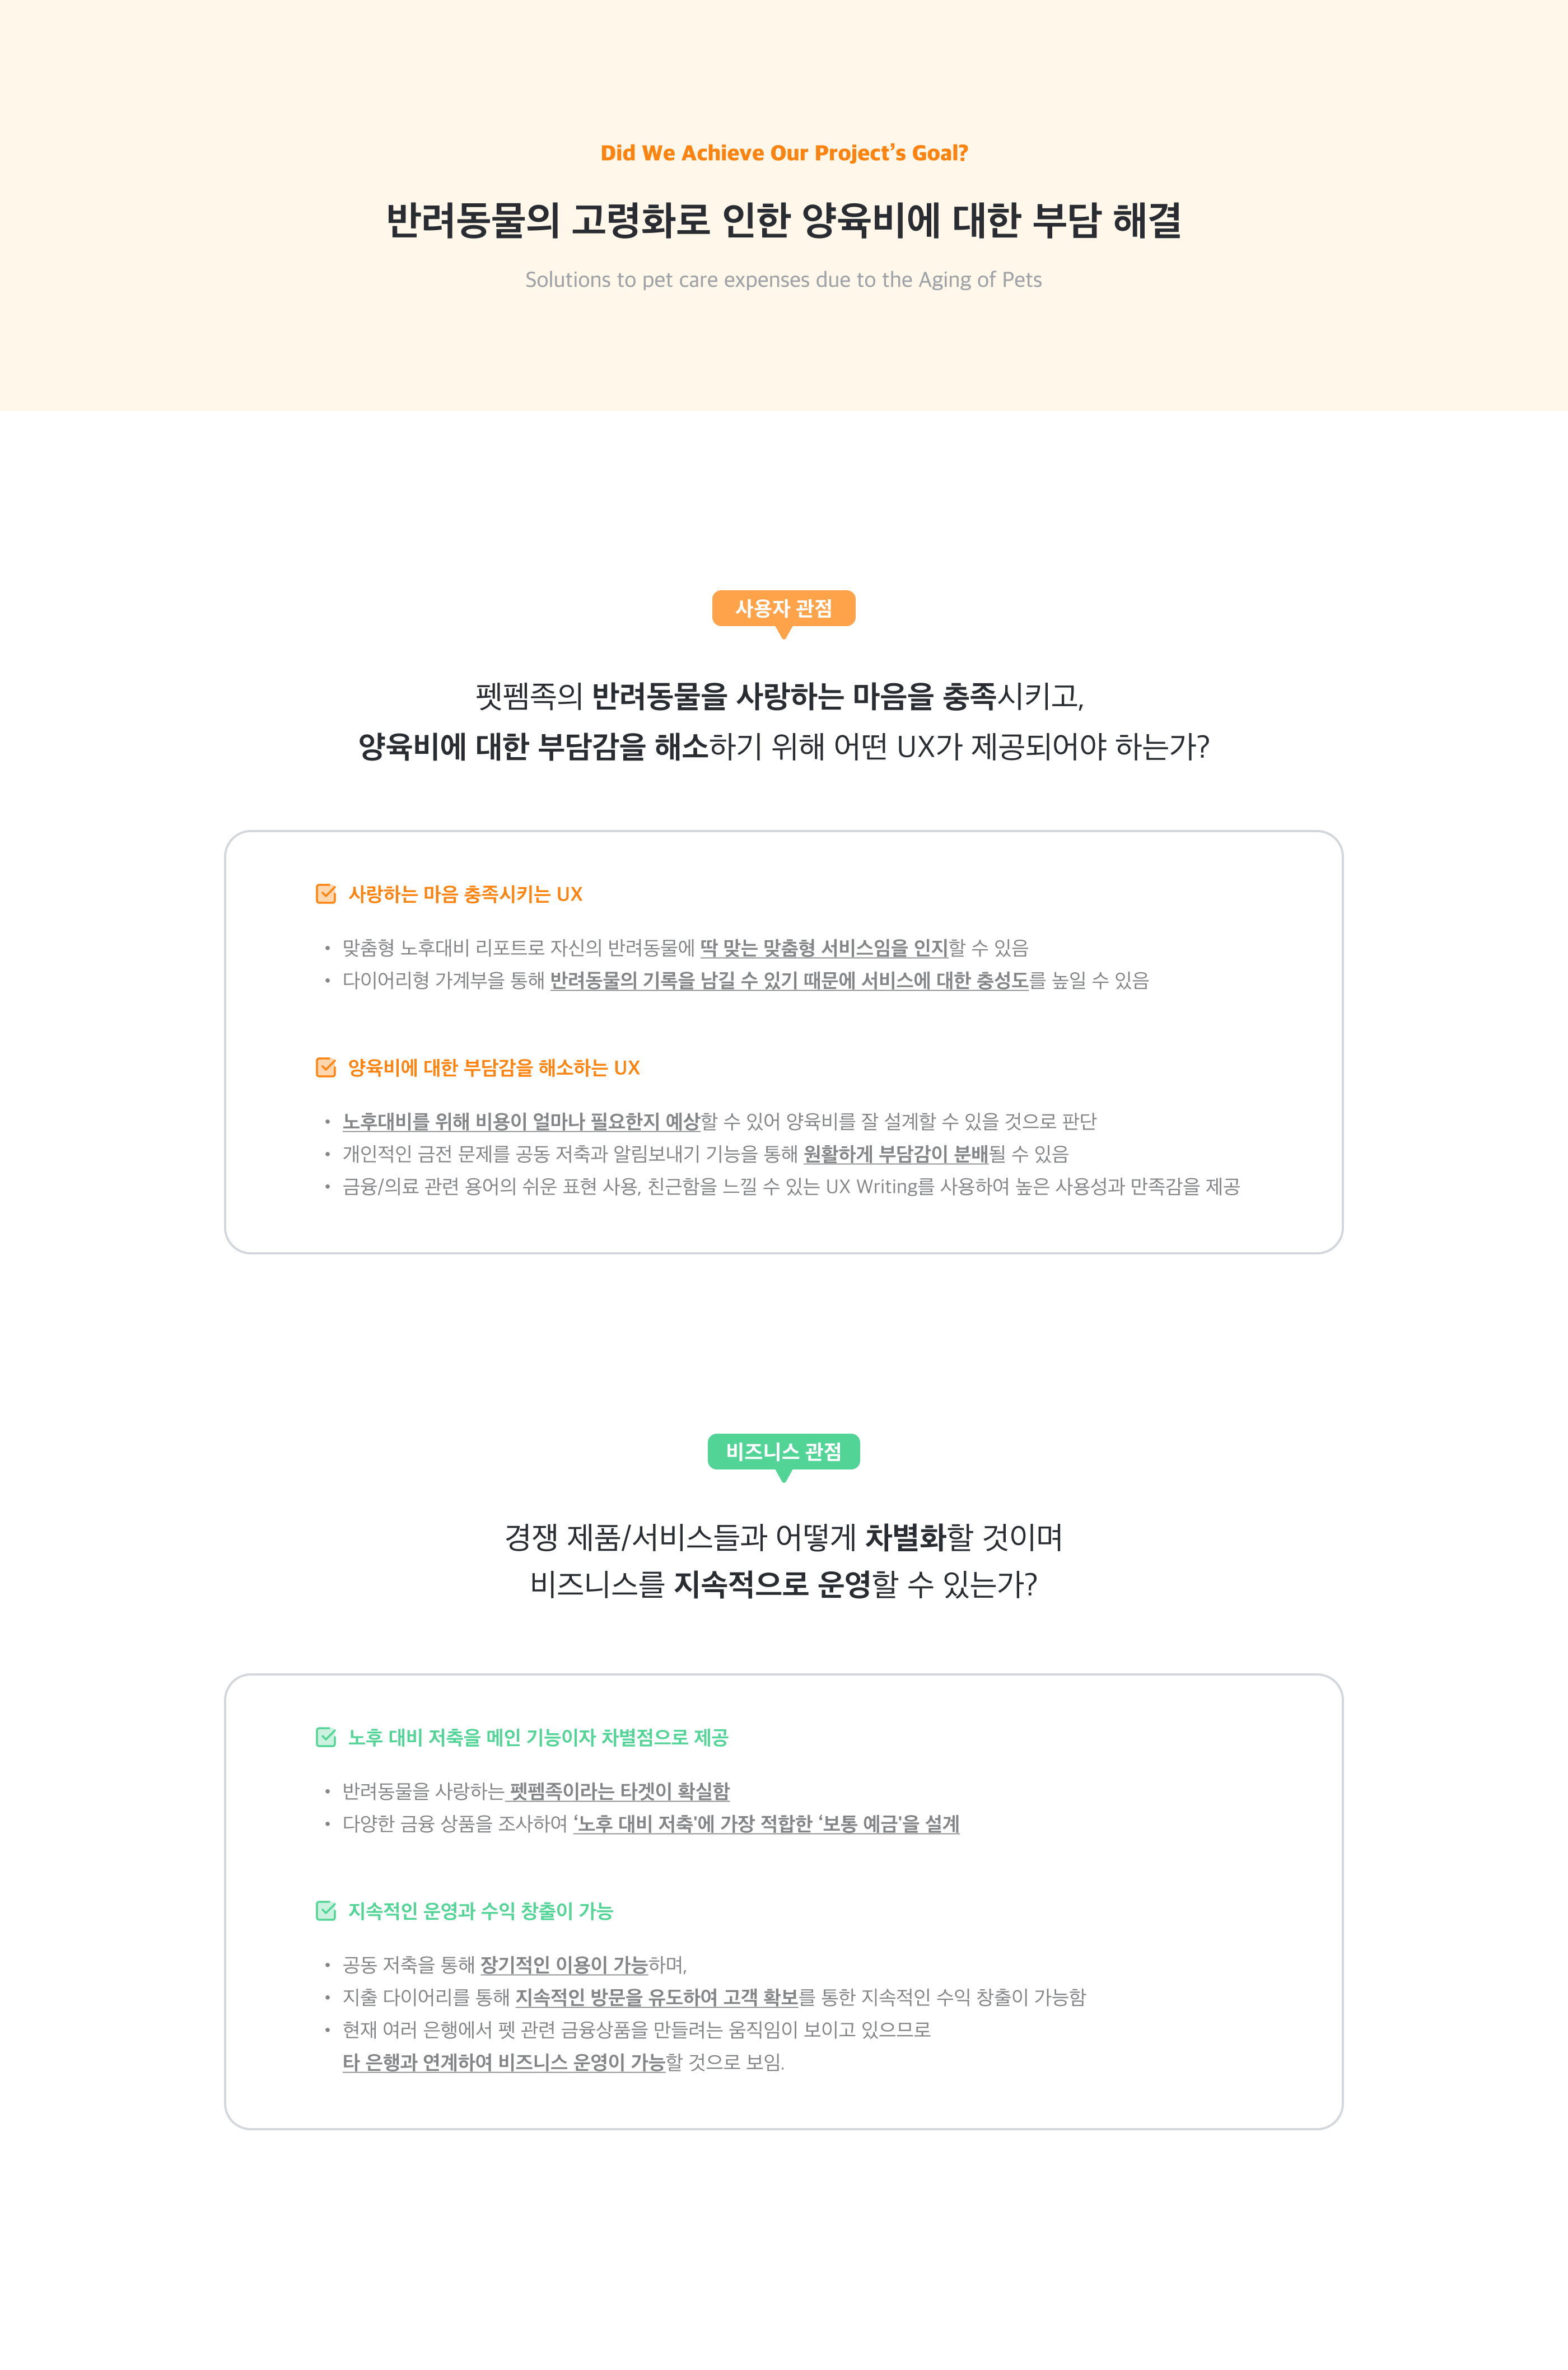 Did We Achieve Our Project’s Goal?
반려동물의 고령화로 인한 양육비에 대한 부담 해결
Solutions to pet care expenses due to the Aging of Pets
사용자 관점
펫펨족의 반려동물을 사랑하는 마음을 충족시키고,
양육비에 대한 부담감을 해소하기 위해 어떤 UX가 제공되어야 하는가?
사랑하는 마음 충족시키는 UX
• 맞춤형 노후대비 리포트로 자신의 반려동물에 딱 맞는 맞춤형 서비스임을 인지할 수 있음
• 다이어리형 가계부을 통해 반려동물의 기록을 남길 수 있기 때문에 서비스에 대한 충성도를 높일 수 있음
양육비에 대한 부담감을 해소하는 UX
• 노후대비를 위해 비용이 얼마나 필요한지 예상할 수 있어 양육비를 잘 설계할 수 있을 것으로 판단
• 개인적인 금전 문제를 공동 저축과 알림보내기 기능을 통해 원활하게 부담감이 분배될 수 있음
• 금융/의료 관련 용어의 쉬운 표현 사용, 친근함을 느낄 수 있는 UX Writing를 사용하여 높은 사용성과 만족감을 제공
비즈니스 관점
경쟁 제품/서비스들과 어떻게 차별화할 것이며
비즈니스를 지속적으로 운영할 수 있는가?
노후 대비 저축을 메인 기능이자 차별점으로 제공
• 반려동물을 사랑하는 펫펨족이라는 타겟이 확실함
• 다양한 금융 상품을 조사하여 ‘노후 대비 저축'에 가장 적합한 ‘보통 예금'을 설계
지속적인 운영과 수익 창출이 가능
• 공동 저축을 통해 장기적인 이용이 가능하며,
• 지출 다이어리를 통해 지속적인 방문을 유도하여 고객 확보를 통한 지속적인 수익 창출이 가능함
• 현재 여러 은행에서 펫 관련 금융상품을 만들려는 움직임이 보이고 있으므로
타 은행과 연계하여 비즈니스 운영이 가능할 것으로 보임.